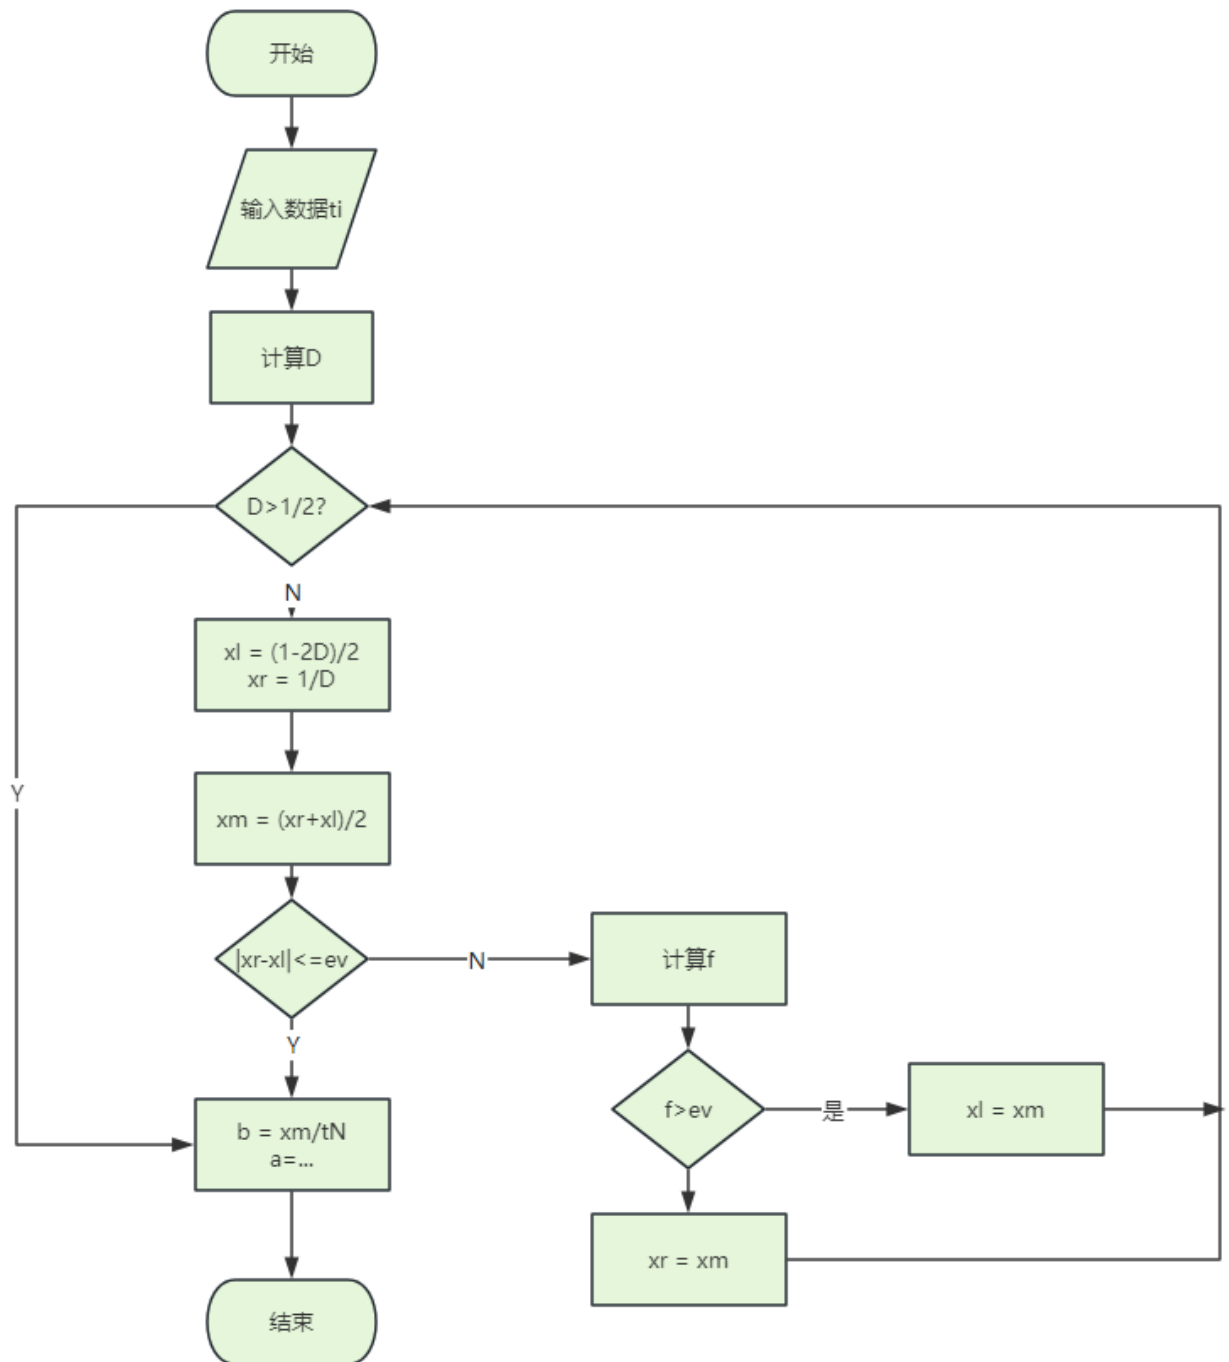 开始
输入数据ti
计算D
D>1/2?
N
xl = (1-2D)/2
xr = 1/D
Y
xm = (xr+xl)/2
|xr-xl|<=ev
N
计算f
Y
f>ev
是
xl = xm
b = xm/tN
a=...
xr = xm
结束